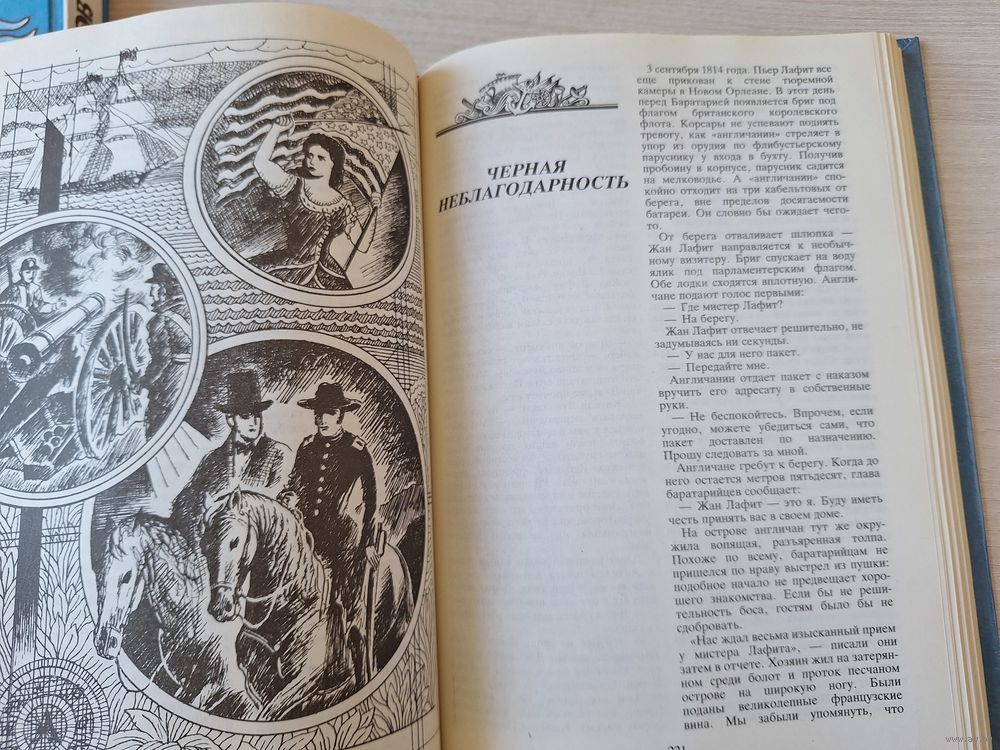 ЧЕРНАЯ
НЕБЛАГОДАРНОСТЬ
3 сентября 1814 года. Пьер Лафит все
еще прикован к стене тюремной
камеры в Новом Орлеане. В этот день
перед Баратарией появляется бриг под
флагом британского королевского
флота. Корсары не успевают поднять
тревогу, как «англичанин» стреляет в
упор из орудия по флибустьерскому
паруснику у входа в бухту. Получив
пробоину в корпусе, парусник садится
на мелководье. А «англичанин» спо-
койно отходит на три кабельтовых от
берега, вне пределов досягаемости
батареи. Он словно бы ожидает чего-
то.
От берега отваливает шлюпка —
Жан Лафит направляется к необыч-
ному визитеру. Бриг спускает на воду
ялик под парламентерским флагом.
Обе лодки сходятся вплотную. Англи-
чане подают голос первыми:
— Где мистер Лафит?
— На берегу.
Жан Лафит отвечает решительно, не
задумываясь ни секунды.
— У нас для него пакет.
— Передайте мне.
Англичанин отдает пакет с наказом
вручить его адресату в собственные
руки.
— Не беспокойтесь. Впрочем, если
угодно, можете убедиться сами, что
пакет доставлен по назначению.
Прошу следовать за мной.
Англичане гребут к берегу. Когда до
него остается метров пятьдесят, глава
баратарийцев сообщает:
— Жан Лафит — это я. Буду иметь
честь принять вас в своем доме.
На острове англичан тут же окру-
жила вопящая, разъяренная толпа.
Похоже по всему, баратарийцам не
пришелся по нраву выстрел из пушки:
подобное начало не предвещает хоро-
шего знакомства. Если бы не реши-
тельность боса, гостям было бы не
сдобровать.
«Нас ждал весьма изысканный прием
у мистера Лафита», — писали они
затем в отчете. Хозяин жил на затерян-
ном среди болот и проток песчаном
острове на широкую ногу. Были
поданы великолепные французские
вина. Мы забыли упомянуть, что